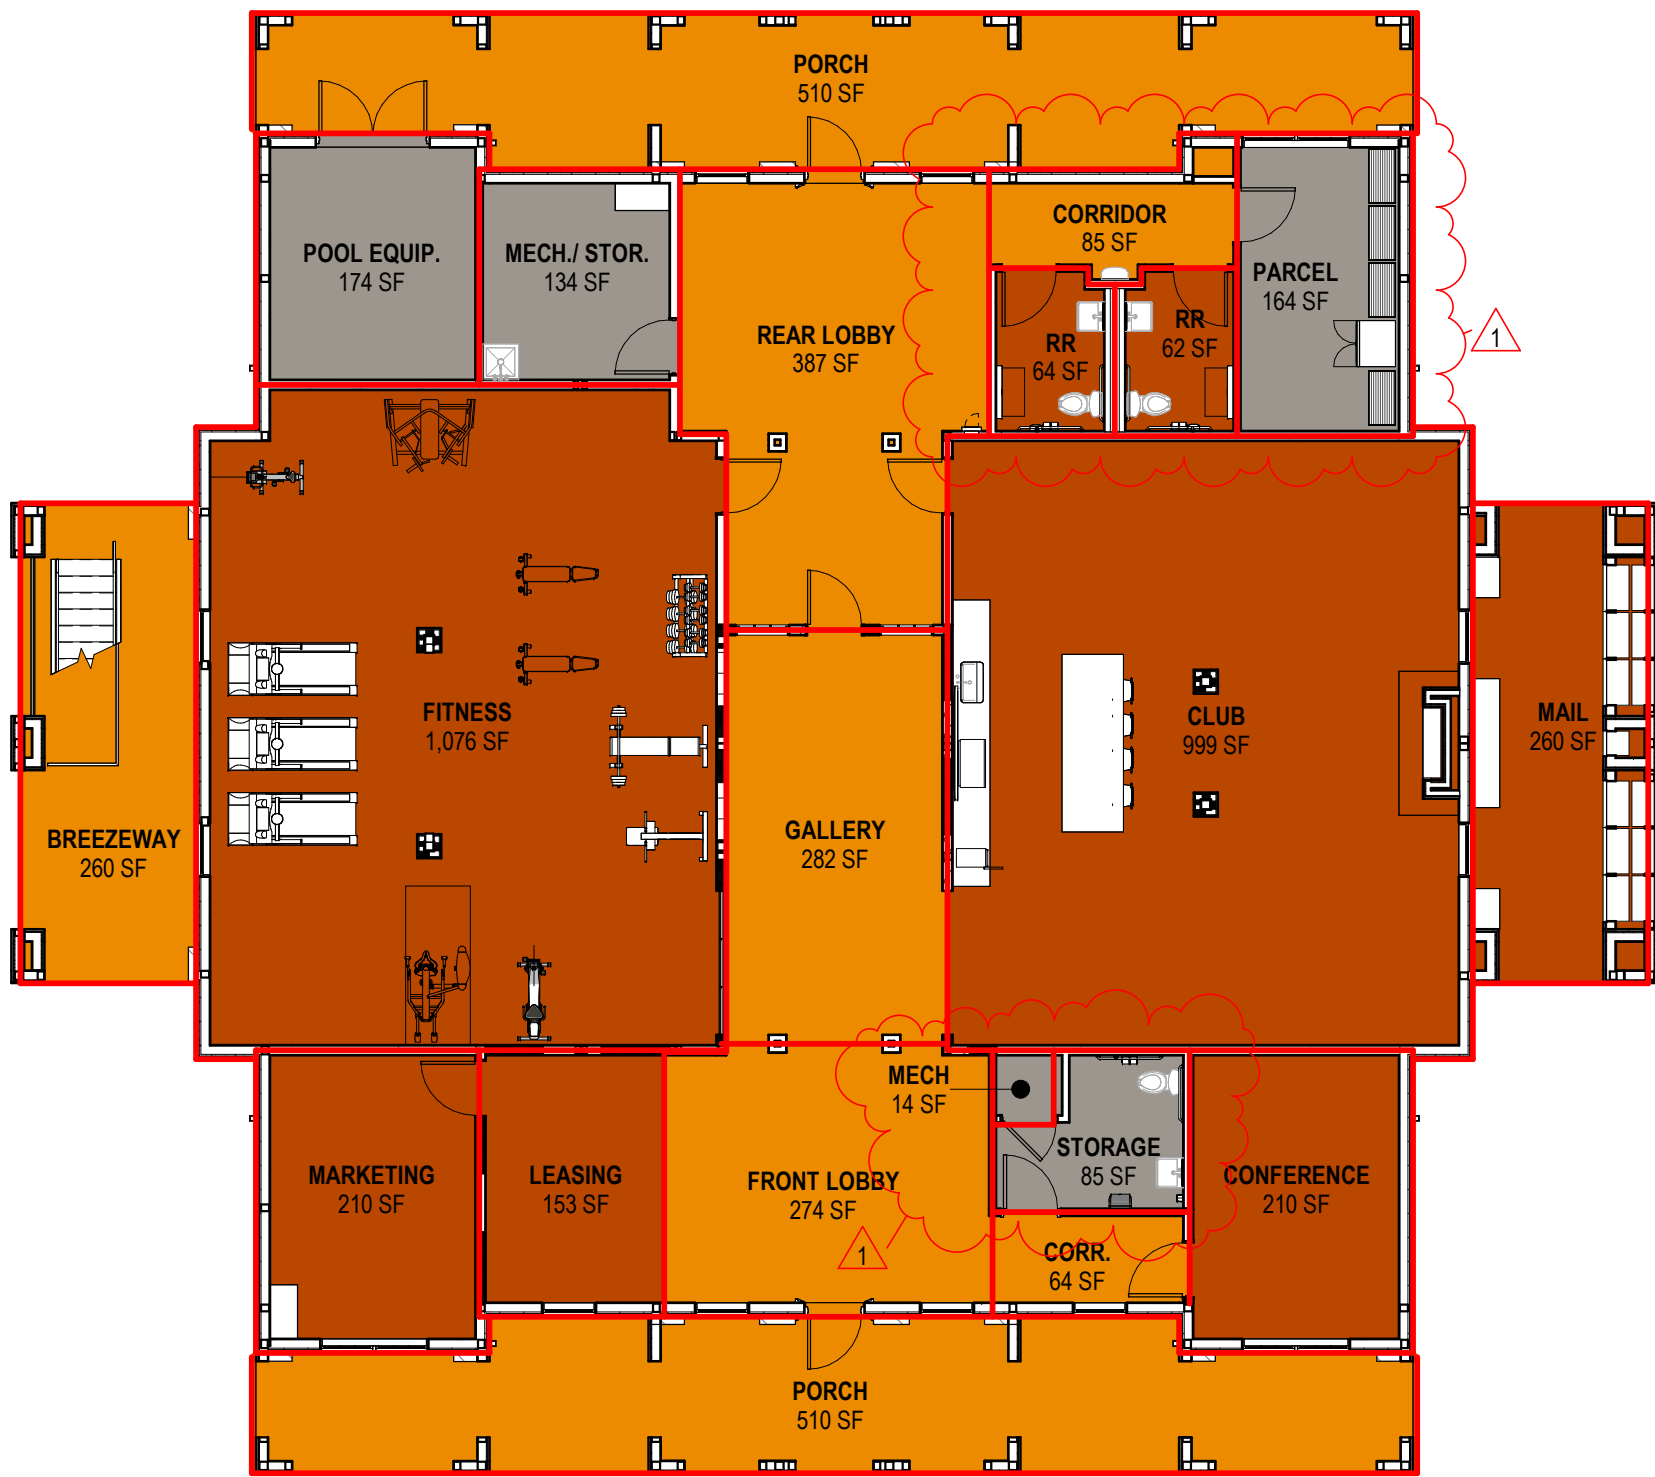 PORCH
510 SF
CORRIDOR
85 SF
POOL EQUIP.
174 SF
MECH./ STOR.
134 SF
PARCEL
164 SF
REAR LOBBY
387 SF
RR
64 SF
RR
62 SF
1
FITNESS
1,076 SF
CLUB
999 SF
MAIL
260 SF
BREEZEWAY
260 SF
GALLERY
282 SF
MECH
14 SF
STORAGE
85 SF
MARKETING
210 SF
LEASING
153 SF
FRONT LOBBY
274 SF
CONFERENCE
210 SF
1
CORR.
64 SF
PORCH
510 SF